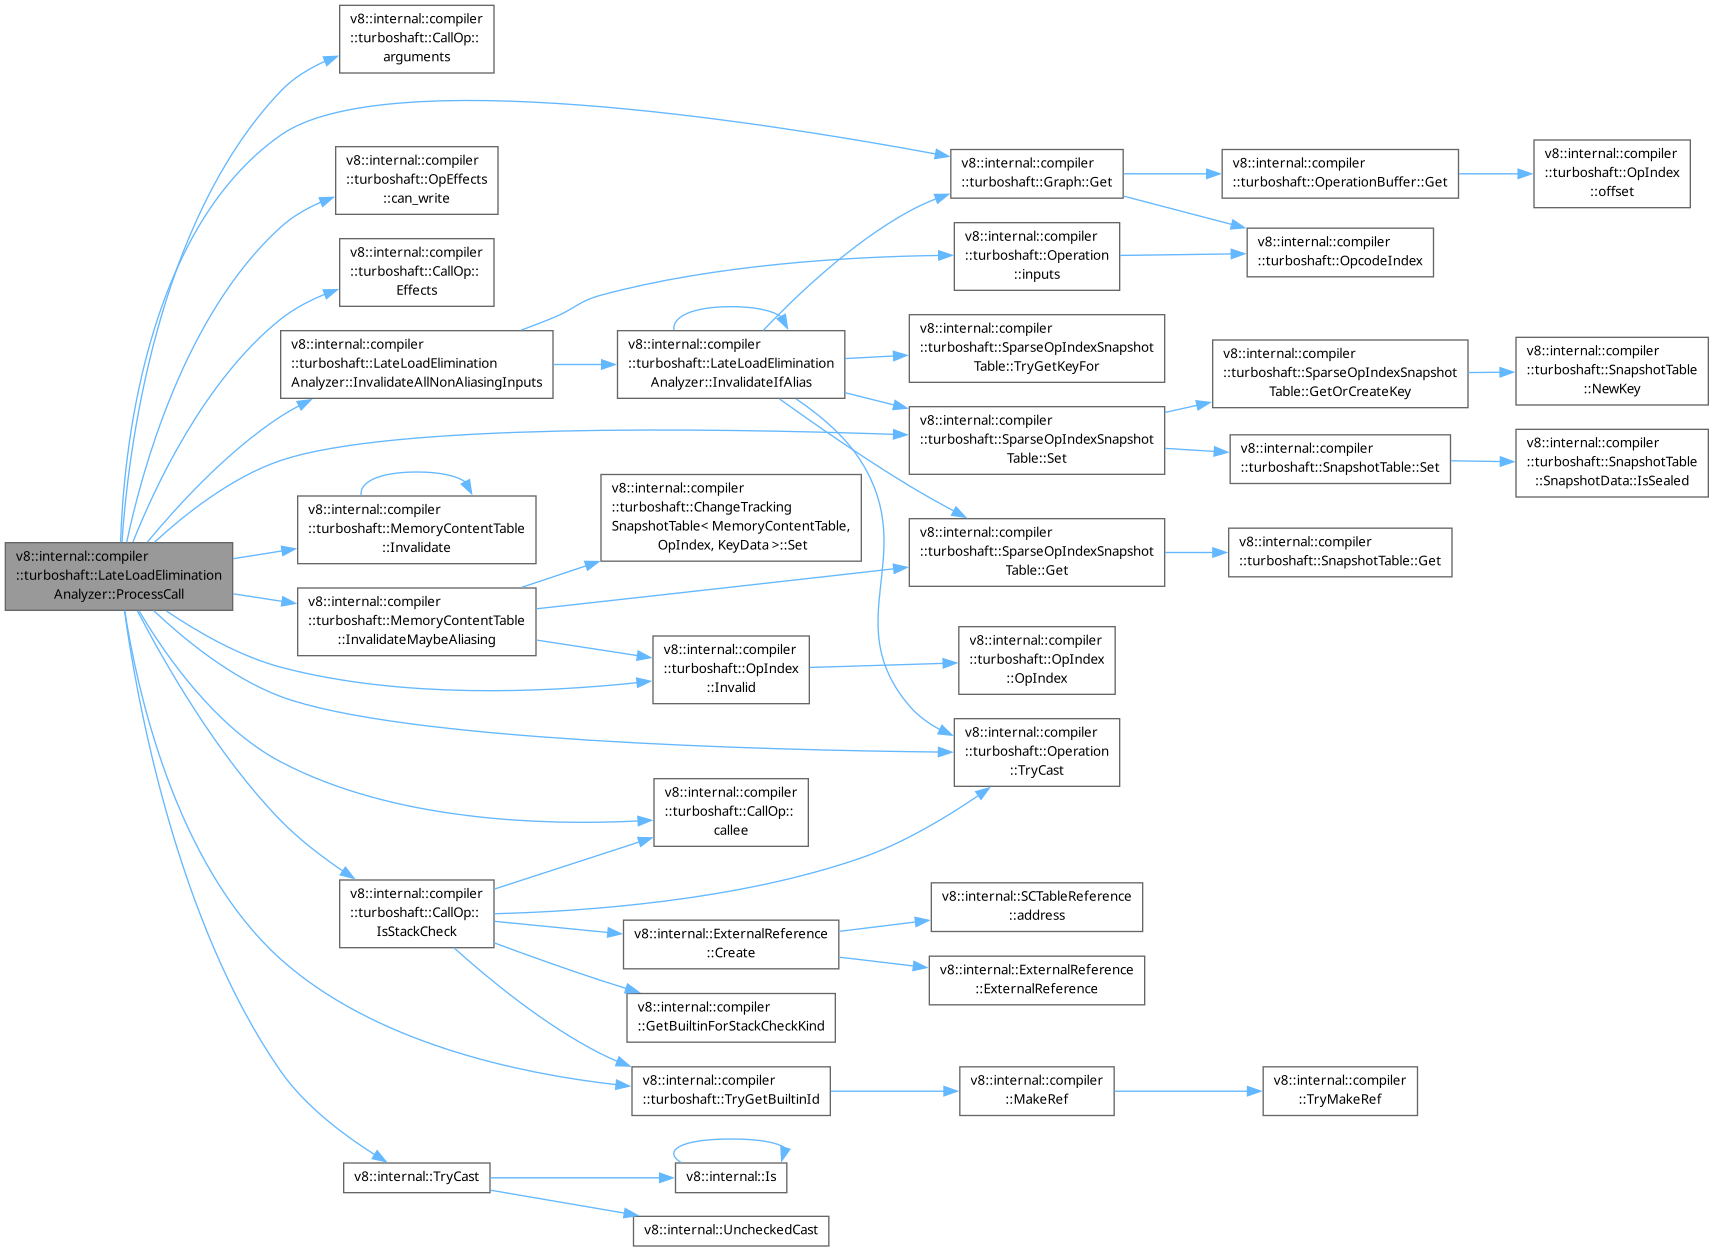 v8::internal::compiler
::turboshaft::LateLoadElimination
Analyzer::ProcessCall
v8::internal::compiler
::turboshaft::CallOp::
arguments
v8::internal::compiler
::turboshaft::OpEffects
::can_write
v8::internal::compiler
::turboshaft::CallOp::
Effects
v8::internal::compiler
::turboshaft::LateLoadElimination
Analyzer::InvalidateAllNonAliasingInputs
v8::internal::compiler
::turboshaft::MemoryContentTable
::Invalidate
v8::internal::compiler
::turboshaft::MemoryContentTable
::InvalidateMaybeAliasing
v8::internal::compiler
::turboshaft::CallOp::
IsStackCheck
v8::internal::TryCast
v8::internal::compiler
::turboshaft::LateLoadElimination
Analyzer::InvalidateIfAlias
v8::internal::compiler
::turboshaft::ChangeTracking
SnapshotTable< MemoryContentTable,
OpIndex, KeyData >::Set
v8::internal::compiler
::turboshaft::OpIndex
::Invalid
v8::internal::compiler
::turboshaft::CallOp::
callee
v8::internal::ExternalReference
::Create
v8::internal::compiler
::GetBuiltinForStackCheckKind
v8::internal::compiler
::turboshaft::TryGetBuiltinId
v8::internal::Is
v8::internal::UncheckedCast
v8::internal::compiler
::turboshaft::Graph::Get
v8::internal::compiler
::turboshaft::Operation
::inputs
v8::internal::compiler
::turboshaft::SparseOpIndexSnapshot
Table::TryGetKeyFor
v8::internal::compiler
::turboshaft::SparseOpIndexSnapshot
Table::Set
v8::internal::compiler
::turboshaft::SparseOpIndexSnapshot
Table::Get
v8::internal::compiler
::turboshaft::OpIndex
::OpIndex
v8::internal::compiler
::turboshaft::Operation
::TryCast
v8::internal::SCTableReference
::address
v8::internal::ExternalReference
::ExternalReference
v8::internal::compiler
::MakeRef
v8::internal::compiler
::turboshaft::OperationBuffer::Get
v8::internal::compiler
::turboshaft::OpcodeIndex
v8::internal::compiler
::turboshaft::SparseOpIndexSnapshot
Table::GetOrCreateKey
v8::internal::compiler
::turboshaft::SnapshotTable::Set
v8::internal::compiler
::turboshaft::SnapshotTable::Get
v8::internal::compiler
::TryMakeRef
v8::internal::compiler
::turboshaft::OpIndex
::offset
v8::internal::compiler
::turboshaft::SnapshotTable
::NewKey
v8::internal::compiler
::turboshaft::SnapshotTable
::SnapshotData::IsSealed